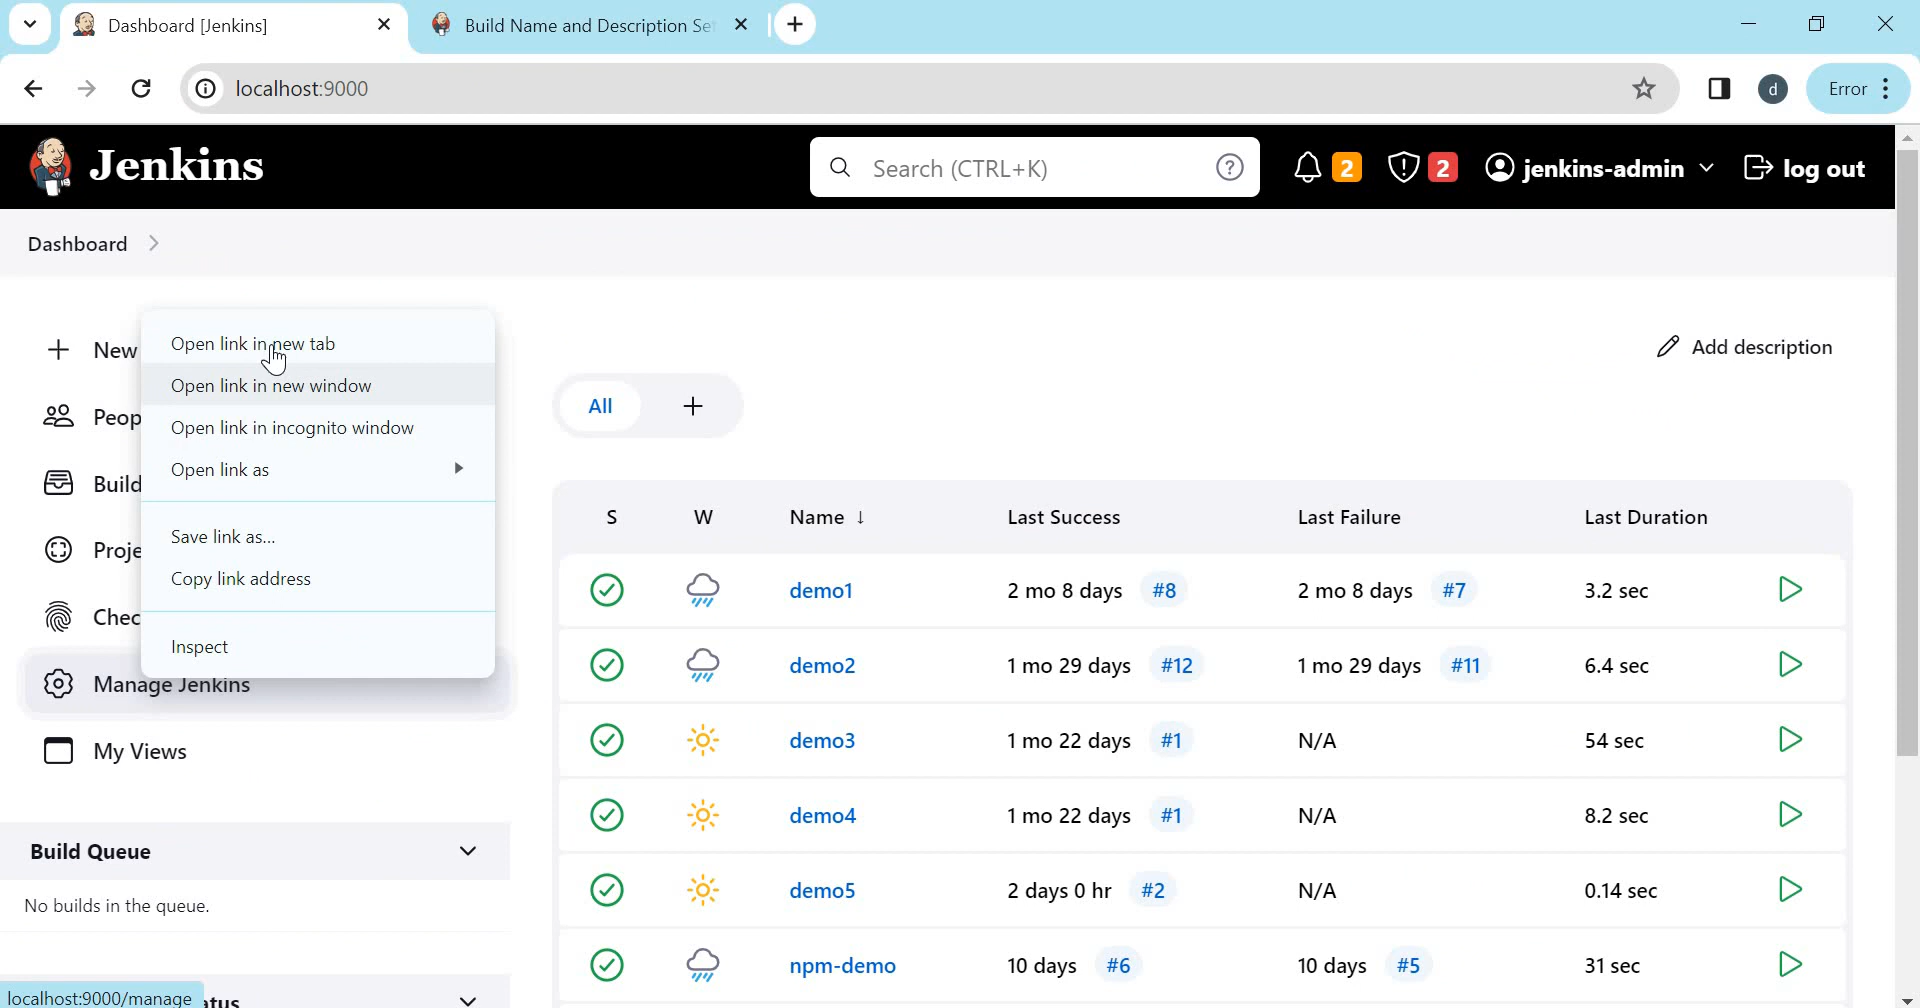 Dashboard [Jenkins]
Build Name and Description Set
localhost:9000
d
Error
Jenkins
Search (CTRL+K)
2
2
jenkins-admin
log out
Dashboard
New
Peop
Build
Proje
Chec
Manage Jenkins
My Views
Open link in new tab
Open link in new window
Open link in incognito window
Open link as
Save link as...
Copy link address
Inspect
Add description
All
S W Name ↓ Last Success Last Failure Last Duration
demo1 2 mo 8 days #8 2 mo 8 days #7 3.2 sec
demo2 1 mo 29 days #12 1 mo 29 days #11 6.4 sec
demo3 1 mo 22 days #1 N/A 54 sec
demo4 1 mo 22 days #1 N/A 8.2 sec
demo5 2 days 0 hr #2 N/A 0.14 sec
npm-demo 10 days #6 10 days #5 31 sec
Build Queue
No builds in the queue.
localhost:9000/manage
atus